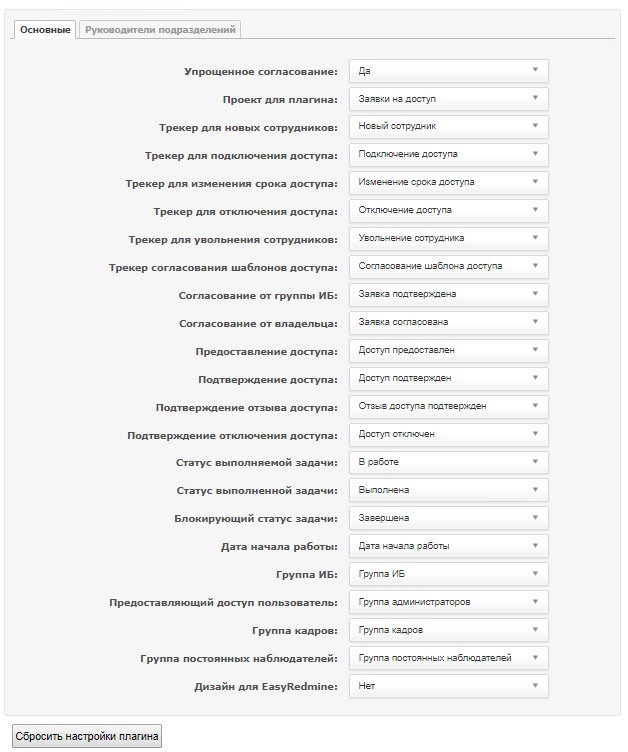 Основные Руководители подразделений
Упрощенное согласование: Да
Проект для плагина: Заявки на доступ
Трекер для новых сотрудников: Новый сотрудник
Трекер для подключения доступа: Подключение доступа
Трекер для изменения срока доступа: Изменение срока доступа
Трекер для отключения доступа: Отключение доступа
Трекер для увольнения сотрудников: Увольнение сотрудника
Трекер согласования шаблонов доступа: Согласование шаблона доступа
Согласование от группы ИБ: Заявка подтверждена
Согласование от владельца: Заявка согласована
Предоставление доступа: Доступ предоставлен
Подтверждение доступа: Доступ подтвержден
Подтверждение отзыва доступа: Отзыв доступа подтвержден
Подтверждение отключения доступа: Доступ отключен
Статус выполняемой задачи: В работе
Статус выполненной задачи: Выполнена
Блокирующий статус задачи: Завершена
Дата начала работы: Дата начала работы
Группа ИБ: Группа ИБ
Предоставляющий доступ пользователь: Группа администраторов
Группа кадров: Группа кадров
Группа постоянных наблюдателей: Группа постоянных наблюдателей
Дизайн для EasyRedmine: Нет
Сбросить настройки плагина